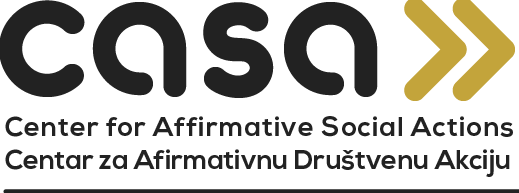 casa
Center for Affirmative Social Actions
Centar za Afirmativnu Društvenu Akciju